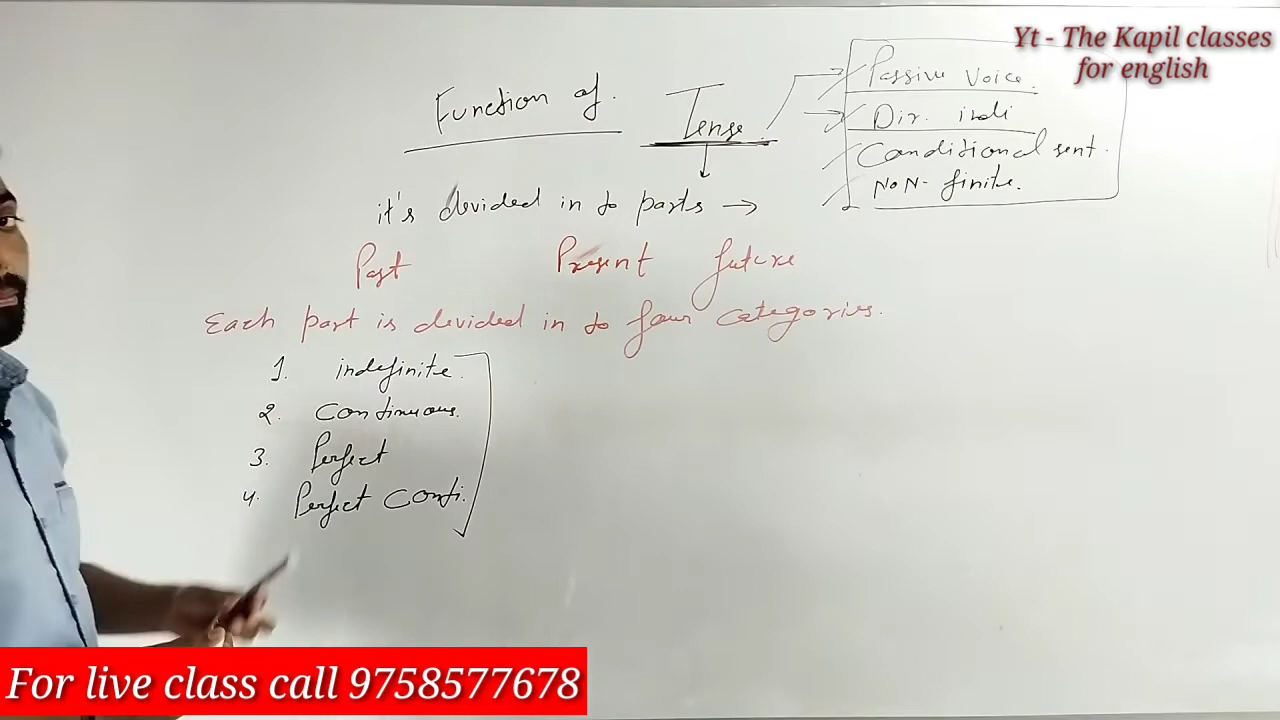 Yt - The Kapil classes
for english
Function of.
Tense
Passive Voice.
Dir. indi
Conditional sent.
NoN- finite.
it's devided in to parts →
Past Present future
Each part is devided in to four categories.
1. indefinite.
2. Continuous.
3. Perfect
4. Perfect Conti.
For live class call 9758577678